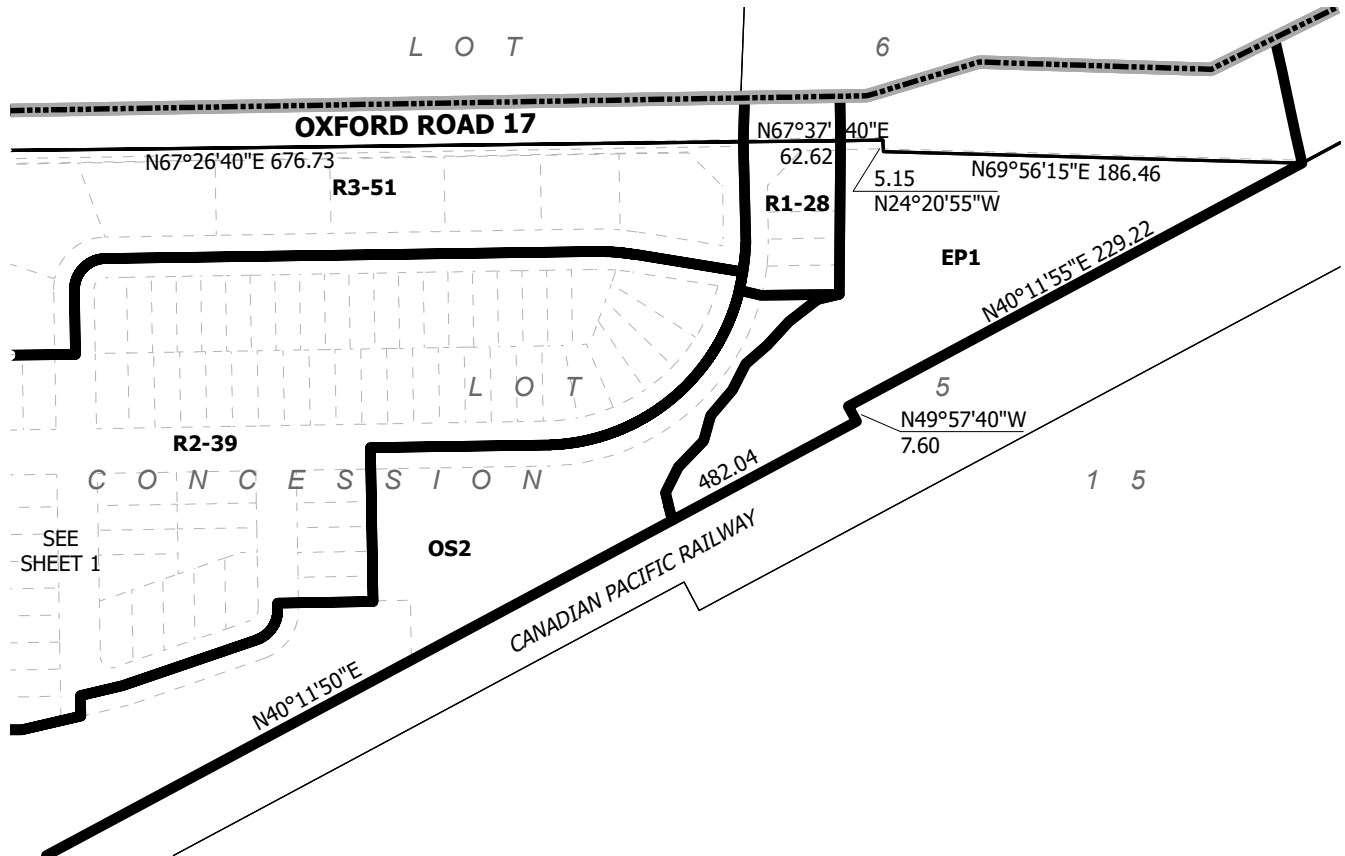 L O T
6
OXFORD ROAD 17
N67°37' 40"E
62.62
N67°26'40"E 676.73
N69°56'15"E 186.46
5.15
N24°20'55"W
R3-51
R1-28
EP1
N40°11'55"E 229.22
L O T
5
N49°57'40"W
7.60
R2-39
482.04
C O N C E S S I O N
1 5
SEE
SHEET 1
OS2
CANADIAN PACIFIC RAILWAY
N40°11'50"E